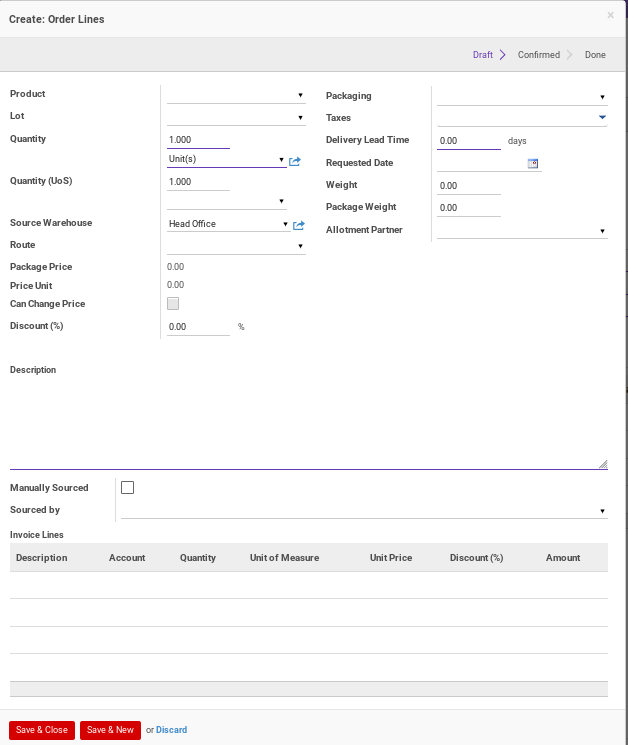 Create: Order Lines
×
Draft Confirmed Done
Product
Lot
Quantity 1.000
Unit(s)
Quantity (UoS) 1.000
Source Warehouse Head Office
Route
Package Price 0.00
Price Unit 0.00
Can Change Price
Discount (%) 0.00 %
Packaging
Taxes
Delivery Lead Time 0.00 days
Requested Date
Weight 0.00
Package Weight 0.00
Allotment Partner
Description
Manually Sourced
Sourced by
Invoice Lines
Description Account Quantity Unit of Measure Unit Price Discount (%) Amount
Save & Close Save & New or Discard